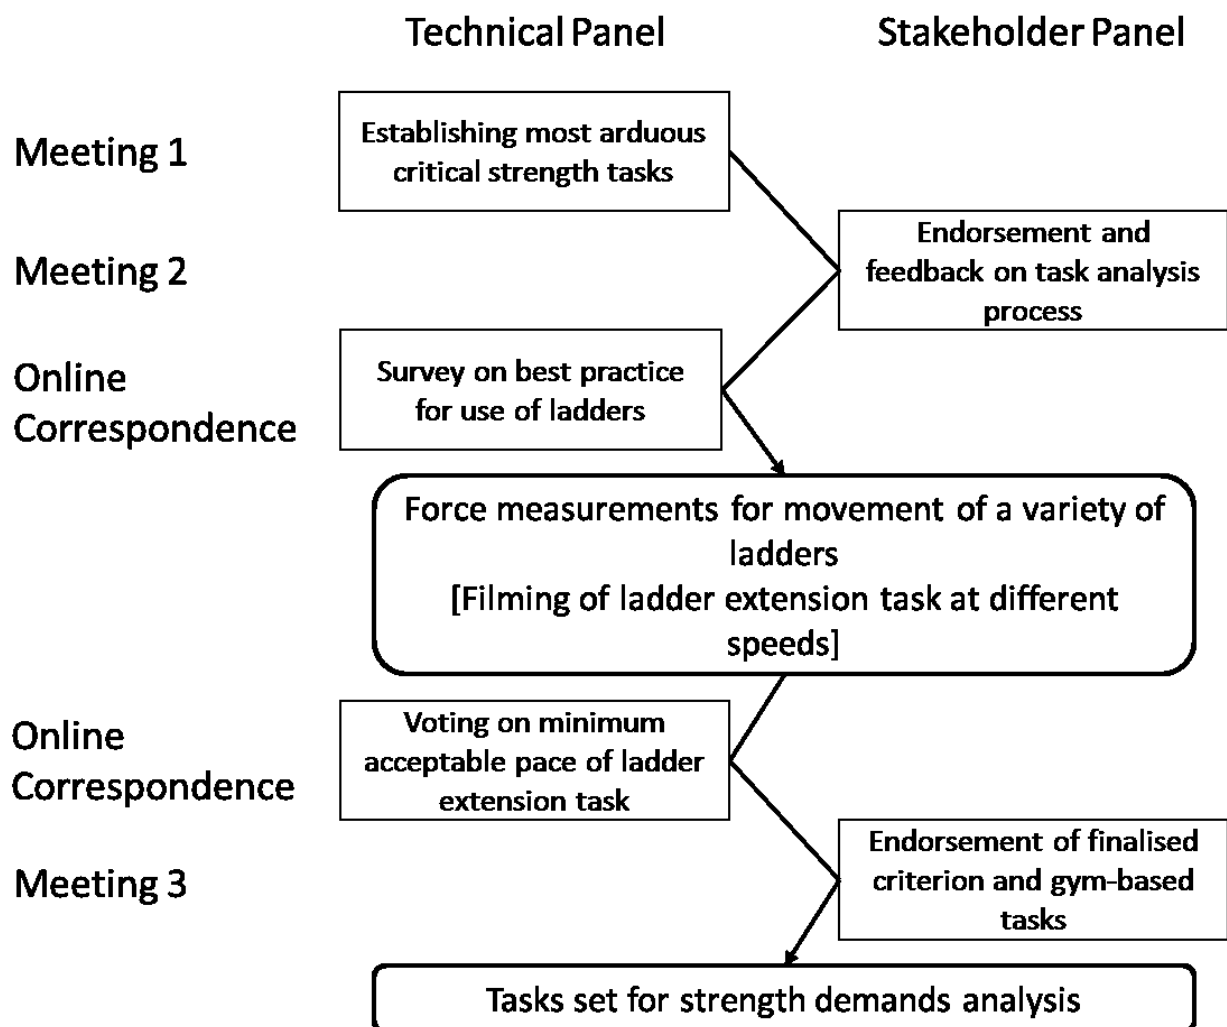 Technical Panel
Stakeholder Panel
Meeting 1
Establishing most arduous
critical strength tasks
Meeting 2
Endorsement and
feedback on task analysis
process
Online
Correspondence
Survey on best practice
for use of ladders
Force measurements for movement of a variety of
ladders
[Filming of ladder extension task at different
speeds]
Online
Correspondence
Voting on minimum
acceptable pace of ladder
extension task
Meeting 3
Endorsement of finalised
criterion and gym-based
tasks
Tasks set for strength demands analysis